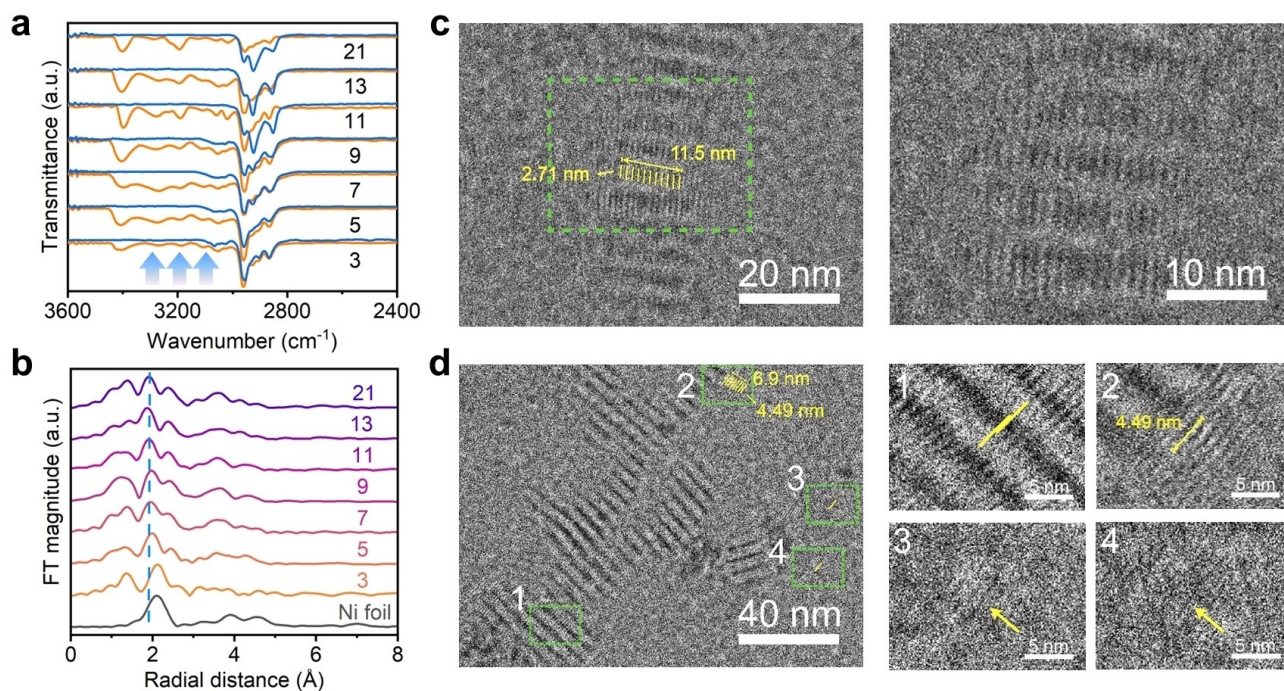 a
Transmittance (a.u.)
21
13
11
9
7
5
3
3600 3200 2800 2400
Wavenumber (cm⁻¹)
b
FT magnitude (a.u.)
21
13
11
9
7
5
3
Ni foil
0 2 4 6 8
Radial distance (Å)
c
11.5 nm
2.71 nm
20 nm
10 nm
d
2
6.9 nm
4.49 nm
3
4
1
40 nm
1
5 nm
2
4.49 nm
5 nm
3
5 nm
4
5 nm